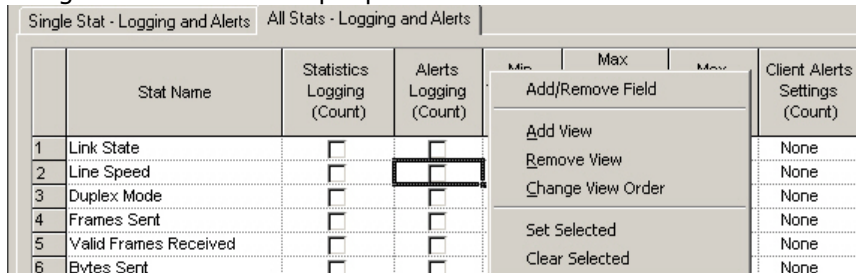 Single Stat - Logging and Alerts All Stats - Logging and Alerts
Stat Name Statistics Logging (Count) Alerts Logging (Count) Min Max Max Client Alerts Settings (Count)
Add/Remove Field
Add View
Remove View
Change View Order
Set Selected
Clear Selected
1 Link State None
2 Line Speed None
3 Duplex Mode None
4 Frames Sent None
5 Valid Frames Received None
6 Bytes Sent None